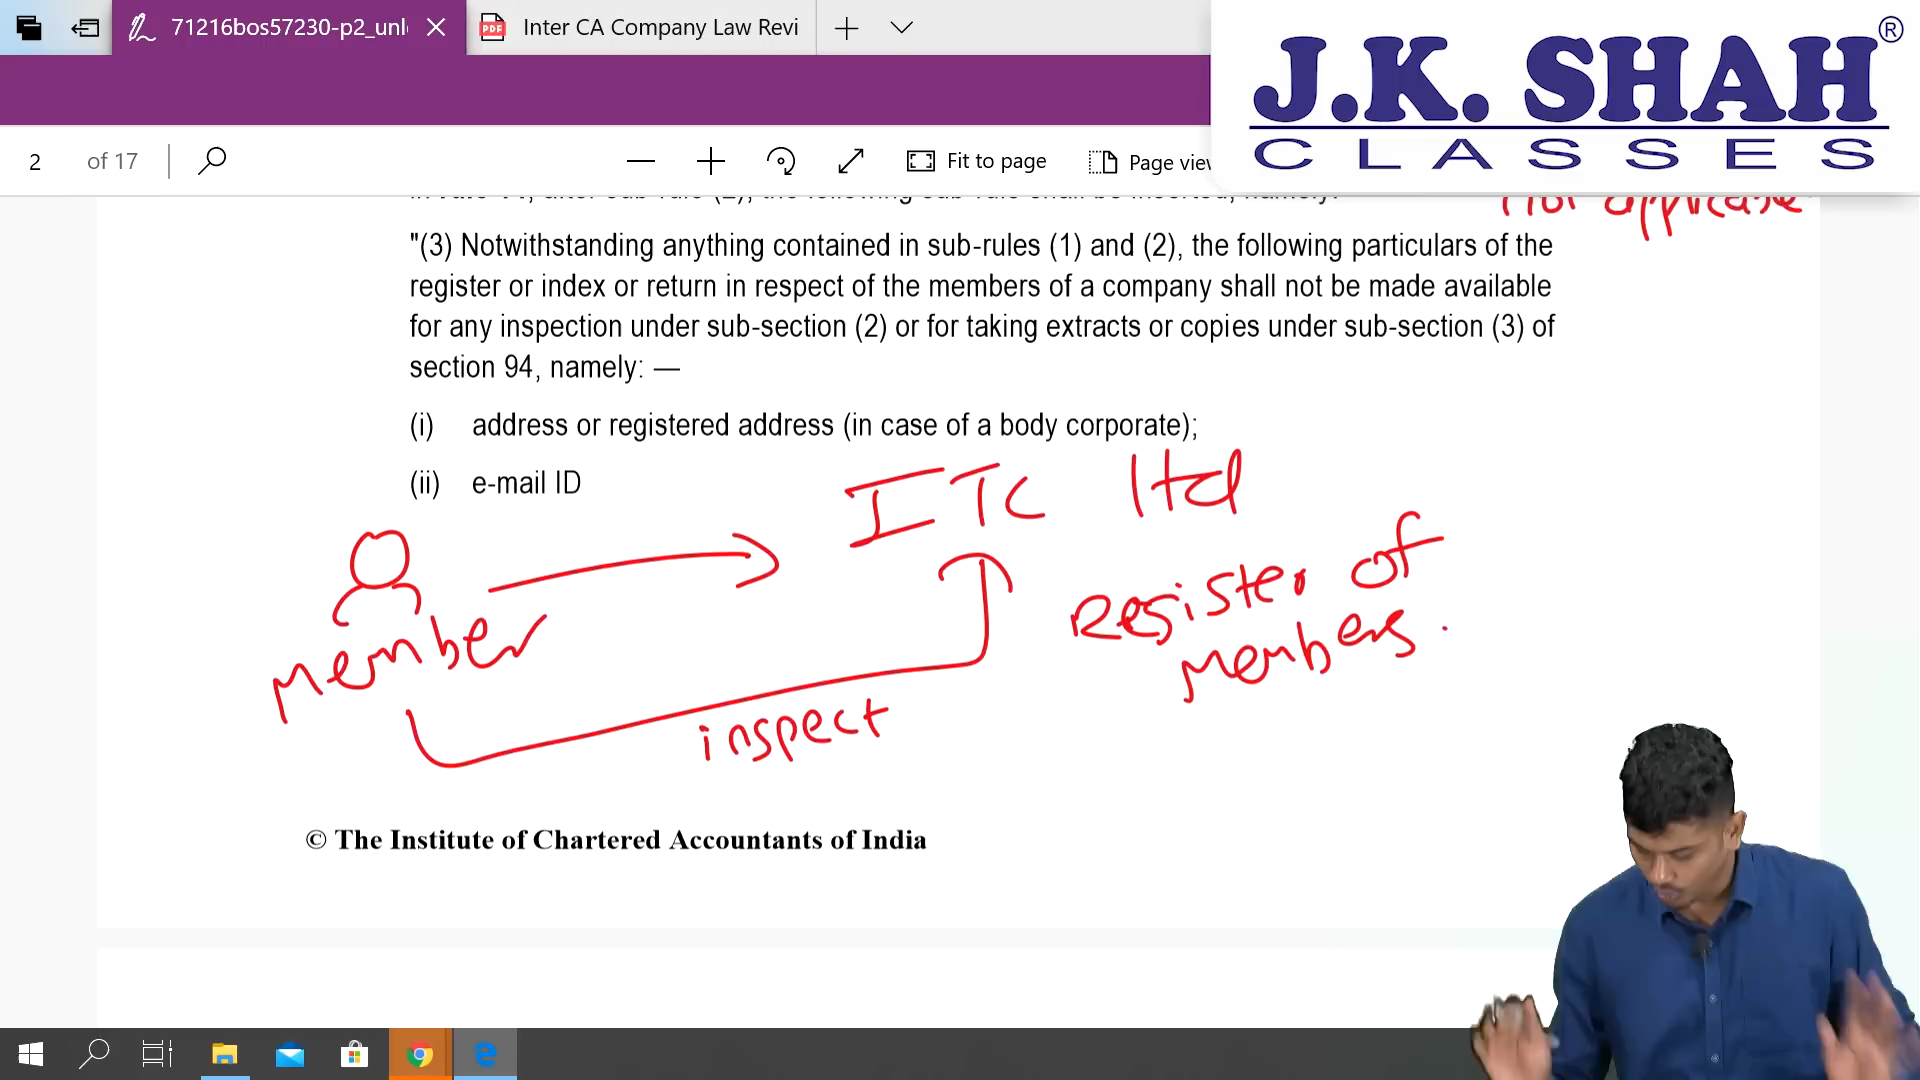 71216bos57230-p2_unl
Inter CA Company Law Revi
J.K. SHAH®
CLASSES
2 of 17
Fit to page
Page view
not applicable
"(3) Notwithstanding anything contained in sub-rules (1) and (2), the following particulars of the
register or index or return in respect of the members of a company shall not be made available
for any inspection under sub-section (2) or for taking extracts or copies under sub-section (3) of
section 94, namely: —
(i) address or registered address (in case of a body corporate);
(ii) e-mail ID
ITC ltd
Register of
members.
member
inspect
© The Institute of Chartered Accountants of India